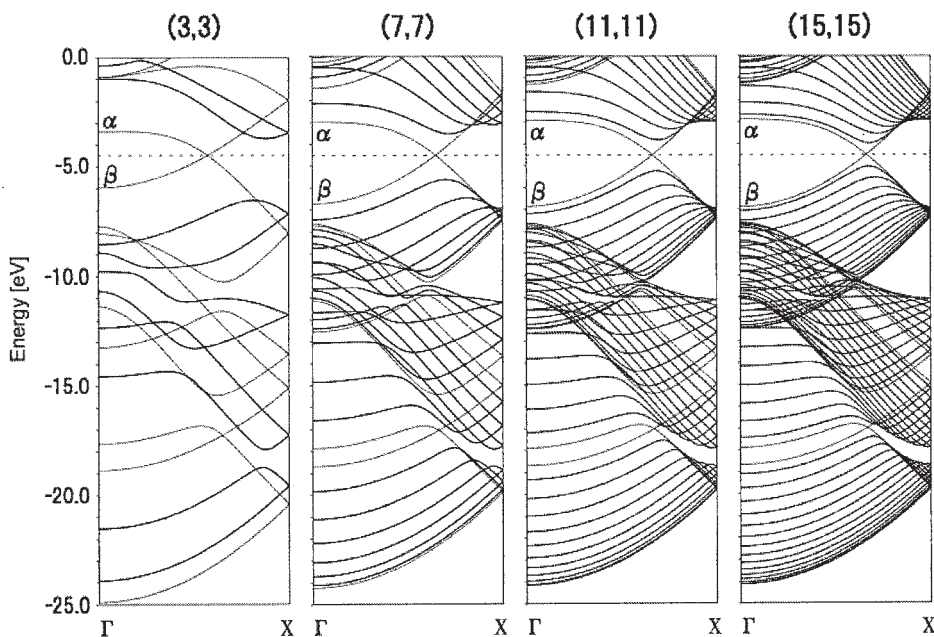 (3,3) (7,7) (11,11) (15,15)
0.0
α α α α
-5.0
β β β β
-10.0
Energy [eV]
-15.0
-20.0
-25.0
Γ X Γ X Γ X Γ X